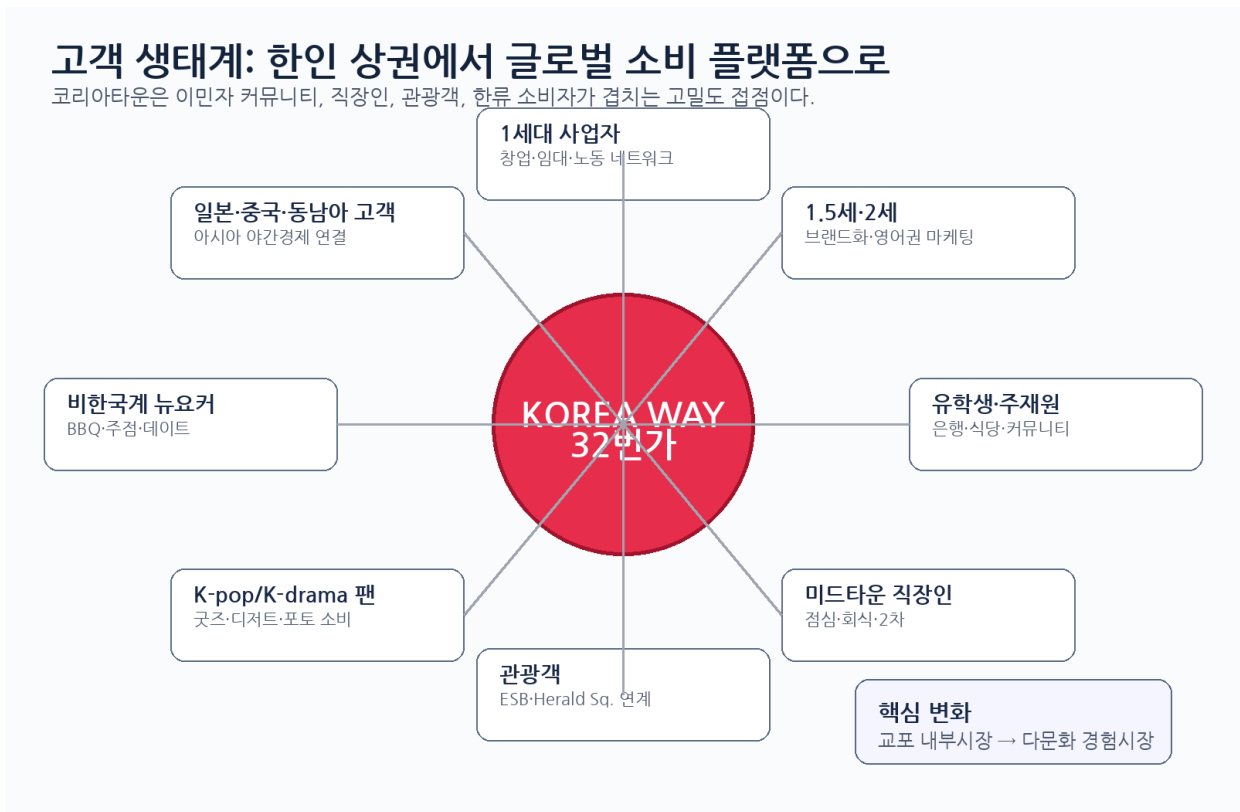 고객 생태계: 한인 상권에서 글로벌 소비 플랫폼으로
코리아타운은 이민자 커뮤니티, 직장인, 관광객, 한류 소비자가 겹치는 고밀도 접점이다.
1세대 사업자
창업·임대·노동 네트워크
일본·중국·동남아 고객
아시아 야간경제 연결
1.5세·2세
브랜드화·영어권 마케팅
비한국계 뉴요커
BBQ·주점·데이트
KOREA WAY
32번가
유학생·주재원
은행·식당·커뮤니티
K-pop/K-drama 팬
굿즈·디저트·포토 소비
미드타운 직장인
점심·회식·2차
관광객
ESB·Herald Sq. 연계
핵심 변화
교포 내부시장 → 다문화 경험시장